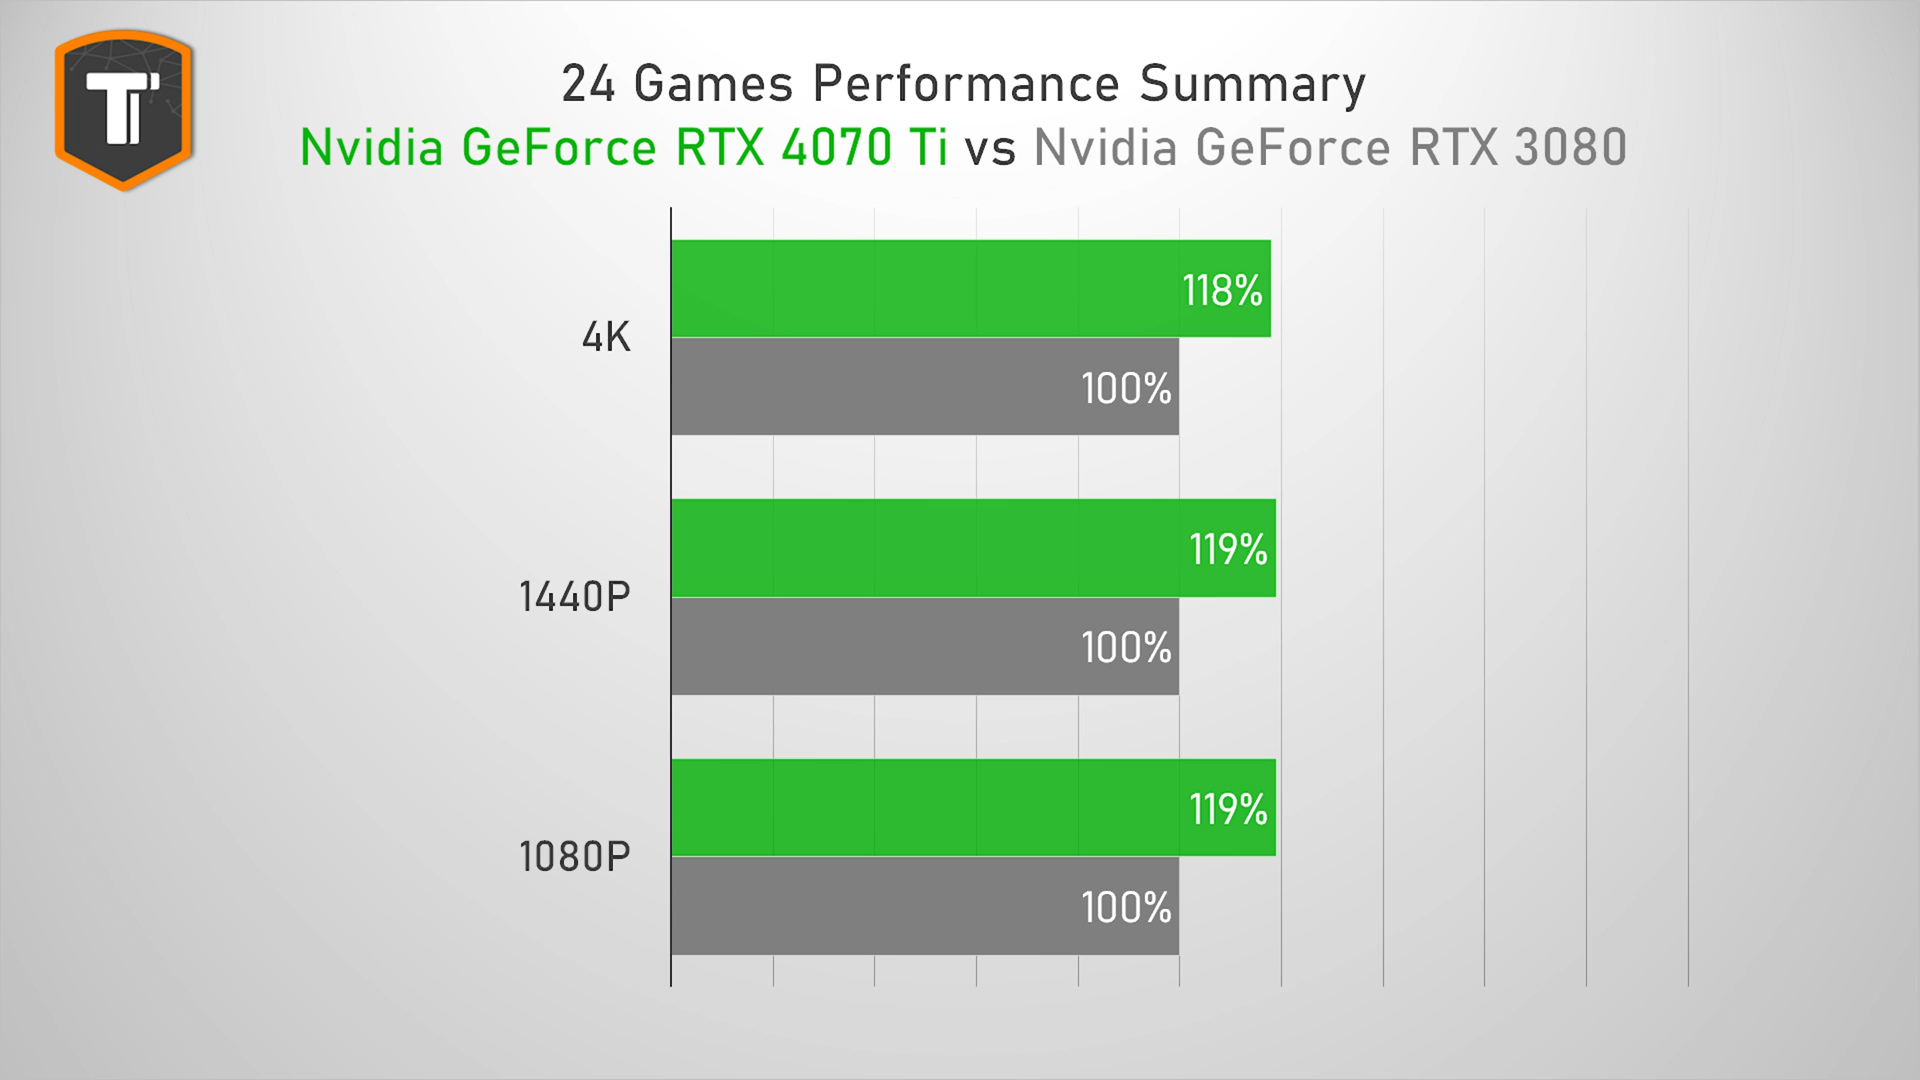 24 Games Performance Summary
Nvidia GeForce RTX 4070 Ti vs Nvidia GeForce RTX 3080
118%
4K
100%
119%
1440P
100%
119%
1080P
100%